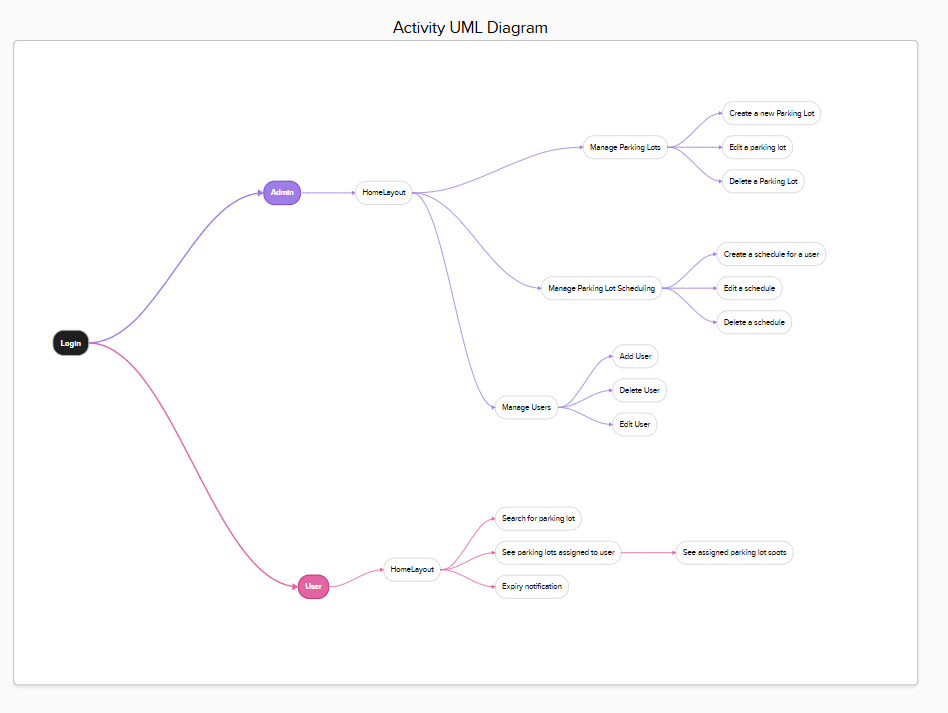 Activity UML Diagram
Create a new Parking Lot
Manage Parking Lots
Edit a parking lot
Delete a Parking Lot
Admin
HomeLayout
Create a schedule for a user
Manage Parking Lot Scheduling
Edit a schedule
Delete a schedule
Login
Add User
Delete User
Manage Users
Edit User
Search for parking lot
See parking lots assigned to user
See assigned parking lot spots
HomeLayout
User
Expiry notification